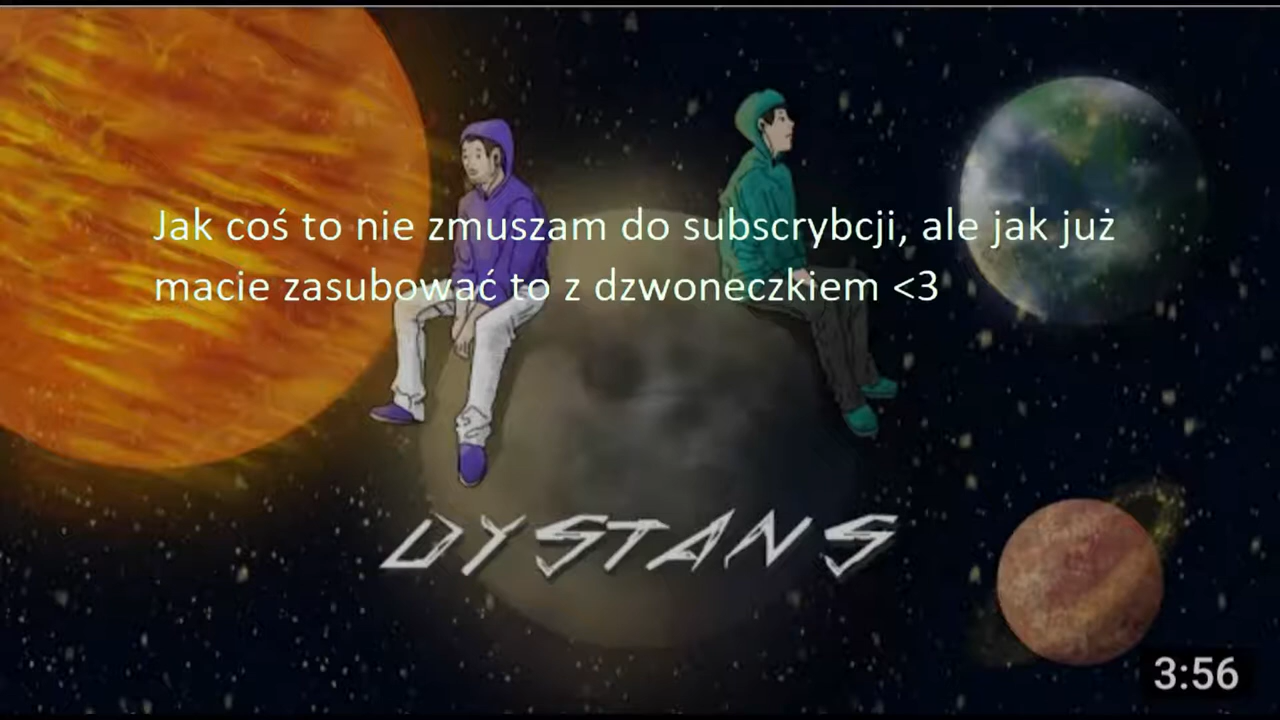 Jak coś to nie zmuszam do subscrybcji, ale jak już
macie zasubować to z dzwoneczkiem <3
DYSTANS
3:56